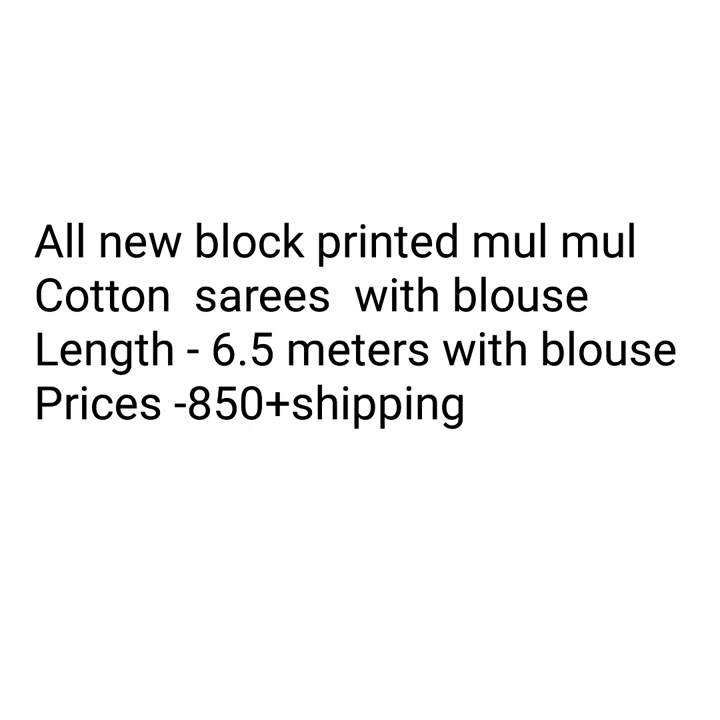 All new block printed mul mul
Cotton  sarees  with blouse
Length - 6.5 meters with blouse
Prices -850+shipping